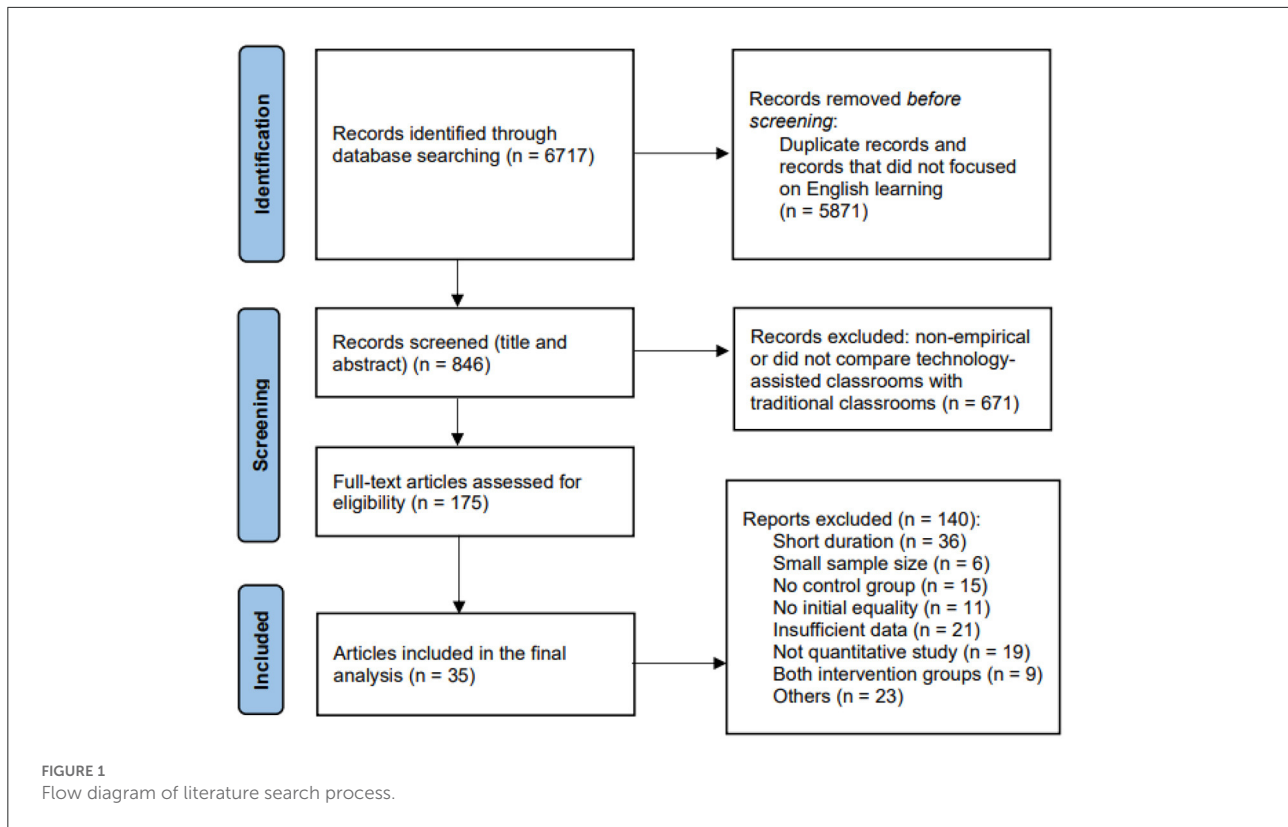 Identification
Records identified through
database searching (n = 6717)
Records removed before
screening:
Duplicate records and
records that did not focused
on English learning
(n = 5871)
Screening
Records screened (title and
abstract) (n = 846)
Records excluded: non-empirical
or did not compare technology-
assisted classrooms with
traditional classrooms (n = 671)
Full-text articles assessed for
eligibility (n = 175)
Reports excluded (n = 140):
Short duration (n = 36)
Small sample size (n = 6)
No control group (n = 15)
No initial equality (n = 11)
Insufficient data (n = 21)
Not quantitative study (n = 19)
Both intervention groups (n = 9)
Others (n = 23)
Included
Articles included in the final
analysis (n = 35)
FIGURE 1
Flow diagram of literature search process.